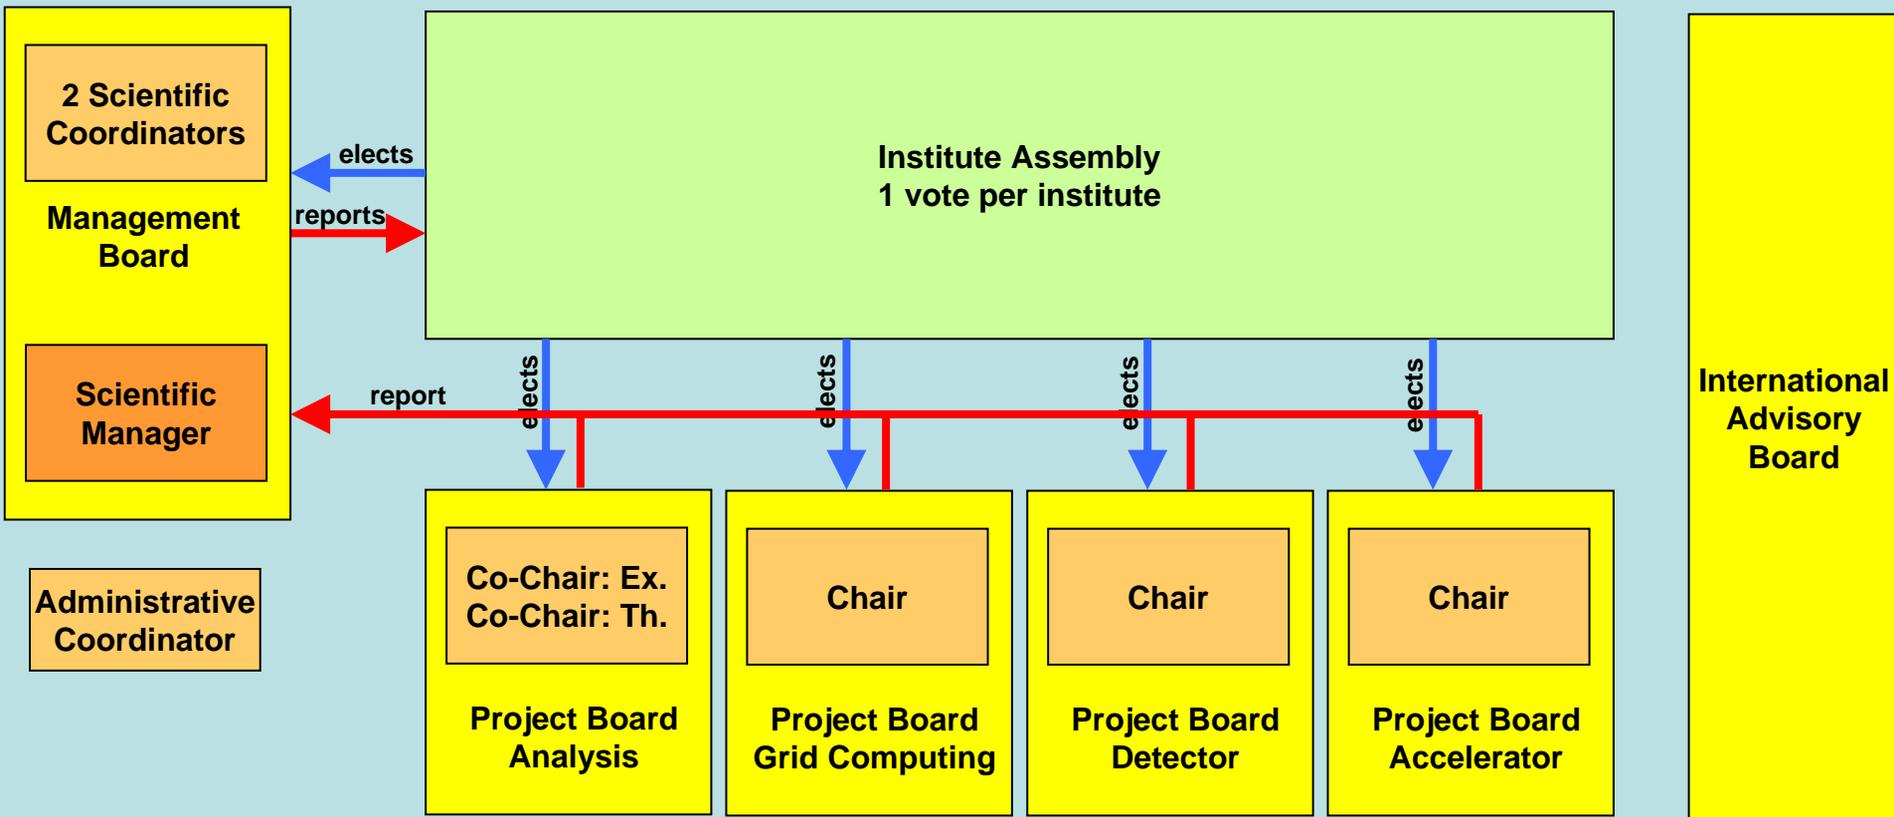 2 Scientific
Coordinators
Management
Board
Scientific
Manager
Administrative
Coordinator
elects
reports
report
Institute Assembly
1 vote per institute
elects
elects
elects
elects
Co-Chair: Ex.
Co-Chair: Th.
Project Board
Analysis
Chair
Project Board
Grid Computing
Chair
Project Board
Detector
Chair
Project Board
Accelerator
International
Advisory
Board